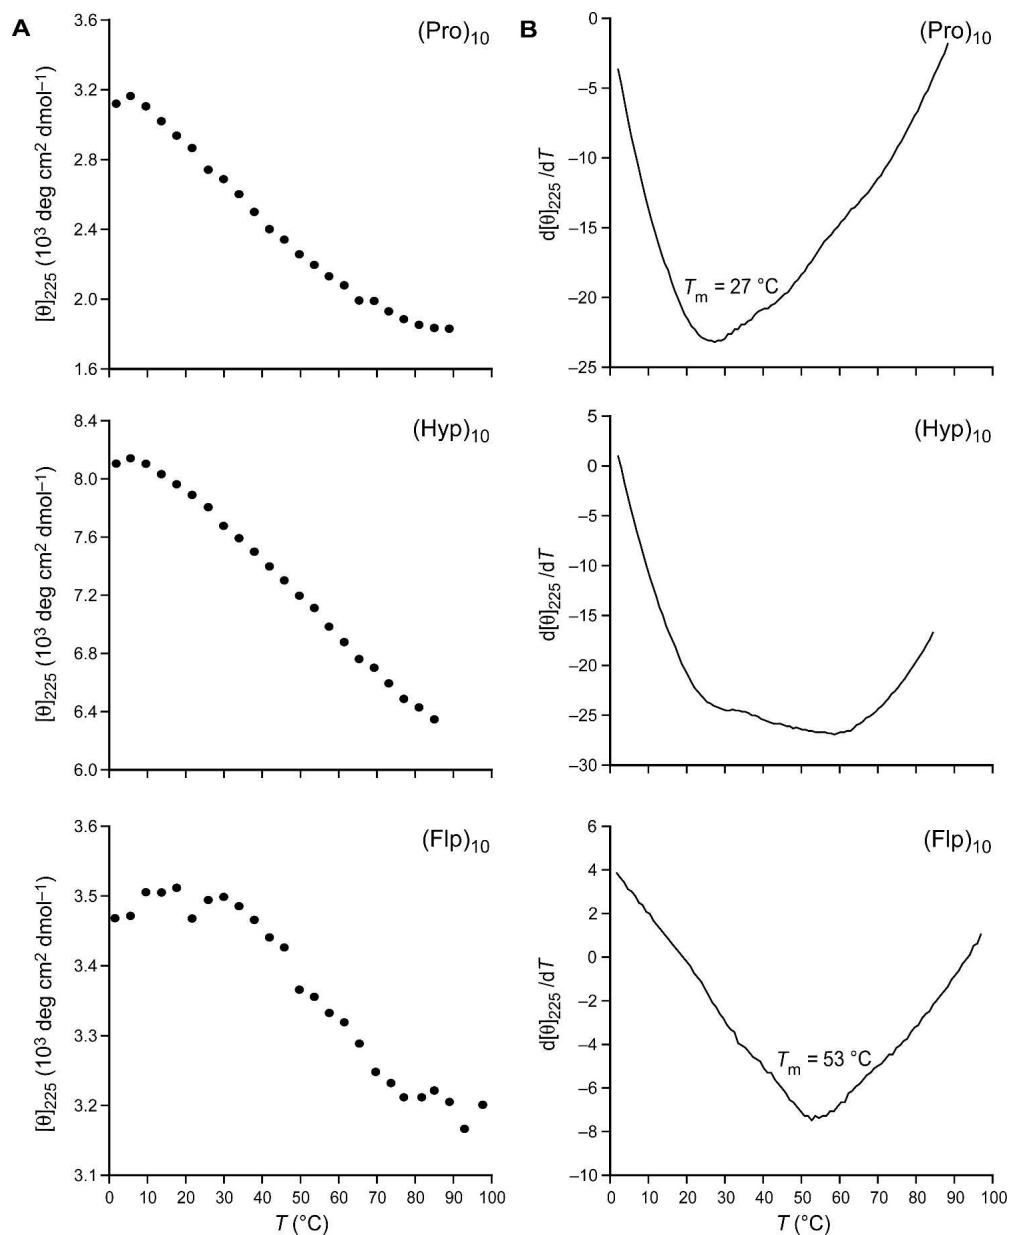 A
(Pro)10
3.6
3.2
2.8
2.4
2.0
1.6
[θ]225 (10³ deg cm² dmol⁻¹)
B
(Pro)10
0
−5
−10
−15
−20
−25
d[θ]225 /dT
Tm = 27 °C
(Hyp)10
8.4
8.0
7.6
7.2
6.8
6.4
6.0
[θ]225 (10³ deg cm² dmol⁻¹)
(Hyp)10
5
0
−5
−10
−15
−20
−25
−30
d[θ]225 /dT
(Flp)10
3.6
3.5
3.4
3.3
3.2
3.1
[θ]225 (10³ deg cm² dmol⁻¹)
0 10 20 30 40 50 60 70 80 90 100
T (°C)
(Flp)10
6
4
2
0
−2
−4
−6
−8
−10
d[θ]225 /dT
Tm = 53 °C
0 10 20 30 40 50 60 70 80 90 100
T (°C)